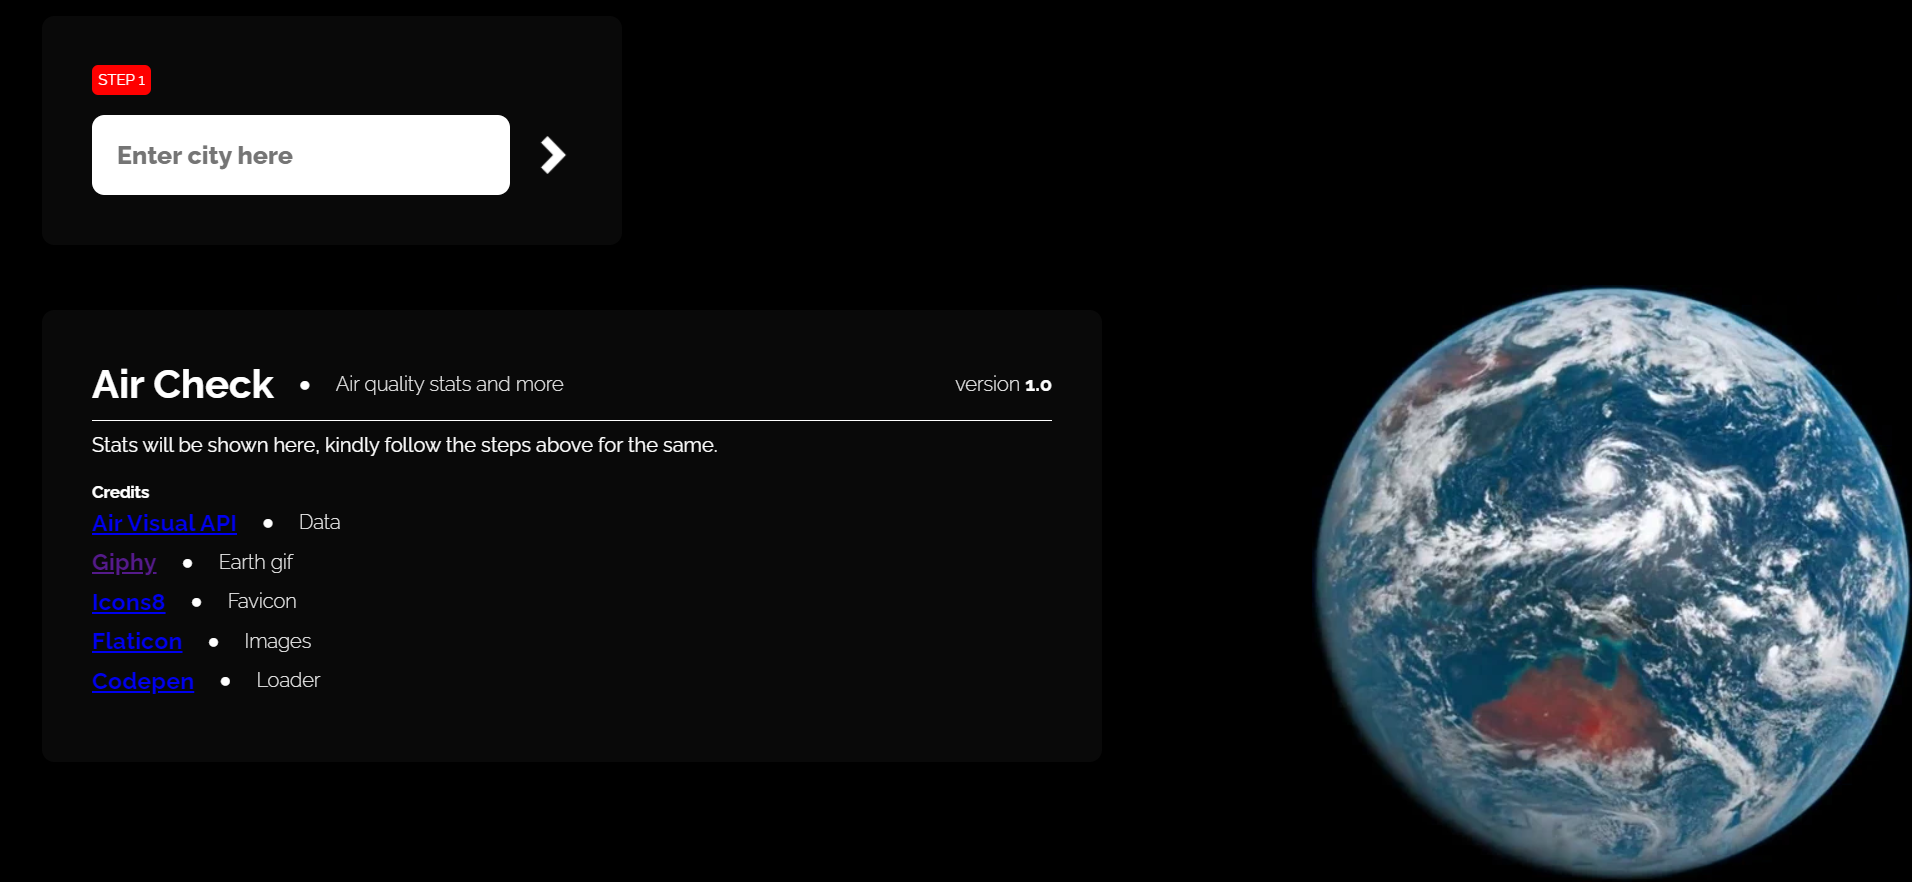 STEP 1
Enter city here
Air Check ● Air quality stats and more version 1.0
Stats will be shown here, kindly follow the steps above for the same.
Credits
Air Visual API ● Data
Giphy ● Earth gif
Icons8 ● Favicon
Flaticon ● Images
Codepen ● Loader